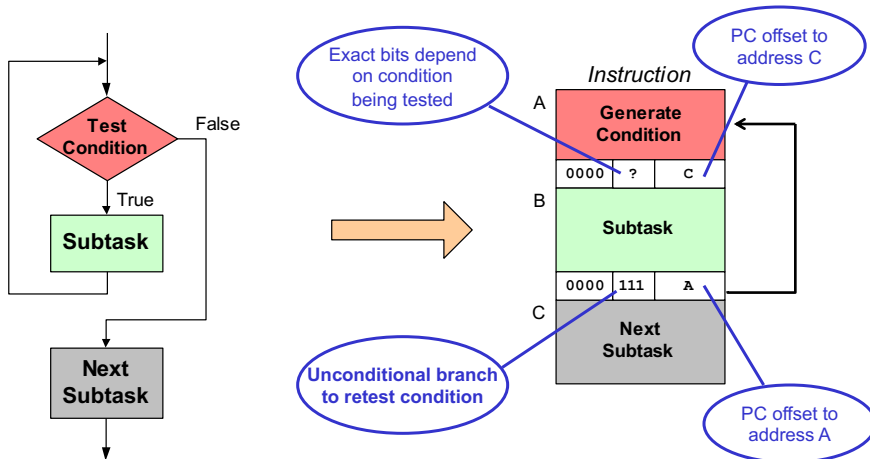 Test
Condition
False
True
Subtask
Next
Subtask
Exact bits depend
on condition
being tested
Instruction
PC offset to
address C
A
Generate
Condition
0000 ? C
B
Subtask
0000 111 A
C
Next
Subtask
Unconditional branch
to retest condition
PC offset to
address A